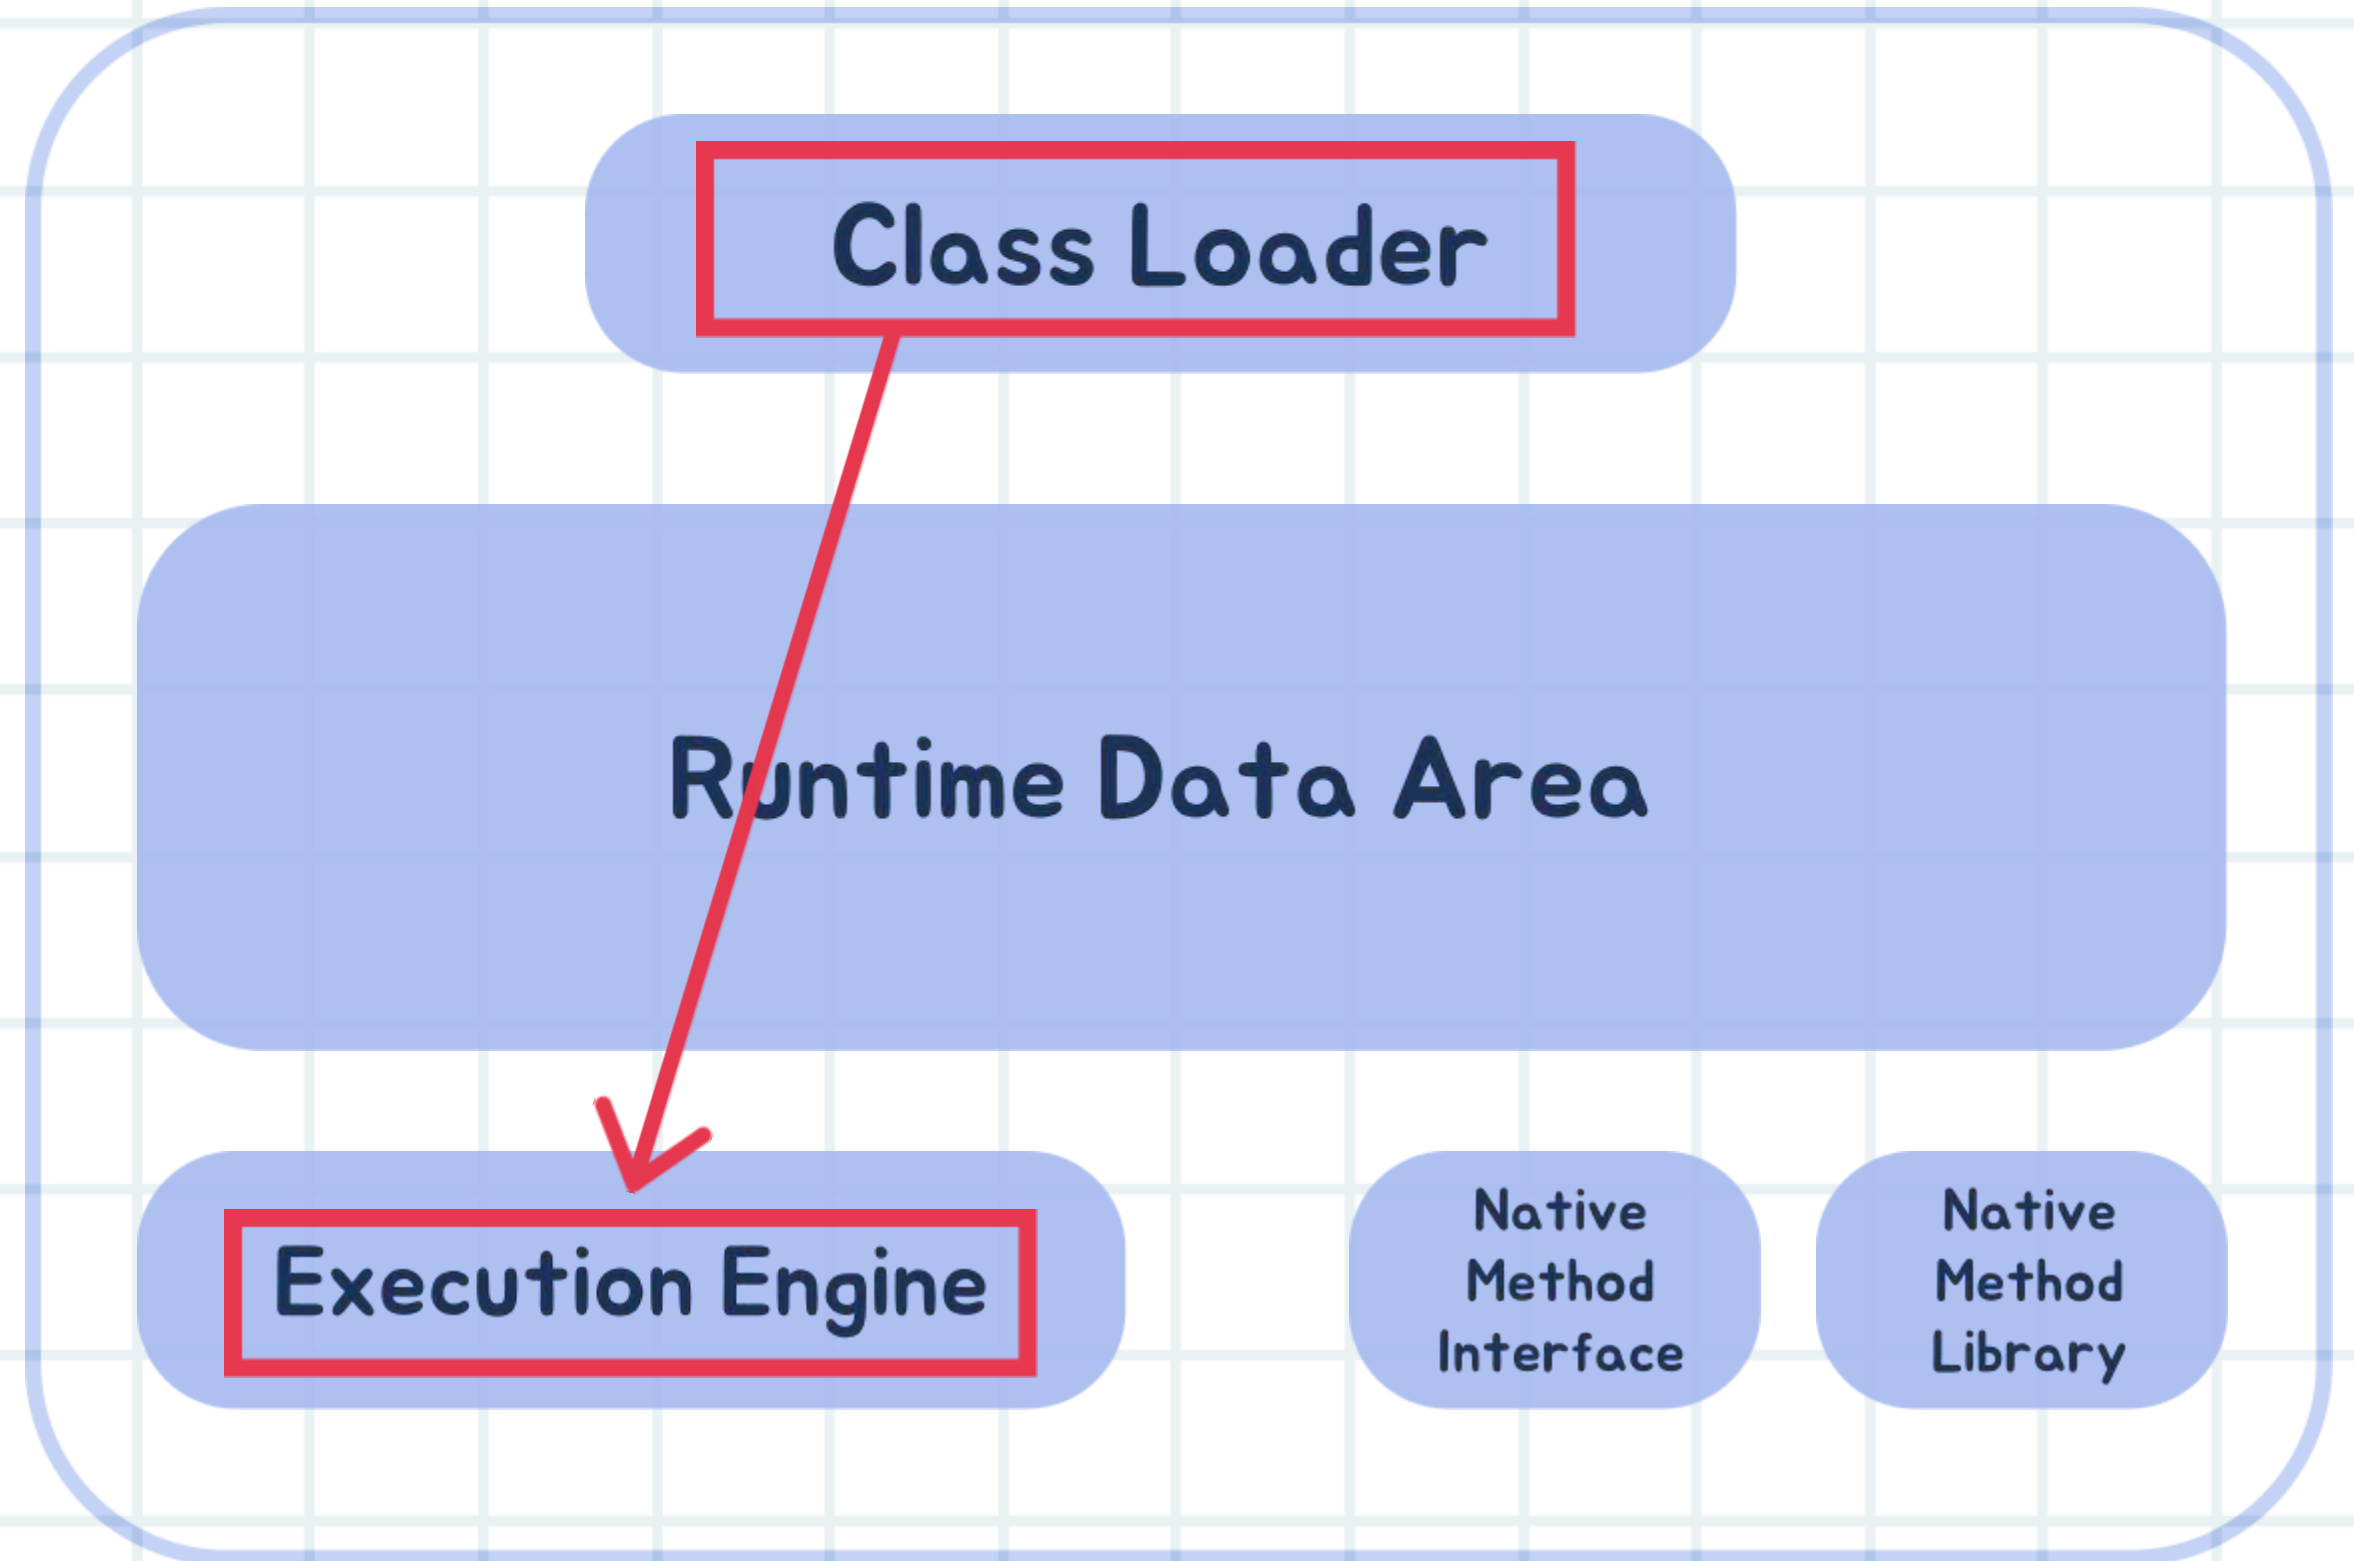 Class Loader
Runtime Data Area
Execution Engine
Native
Method
Interface
Native
Method
Library